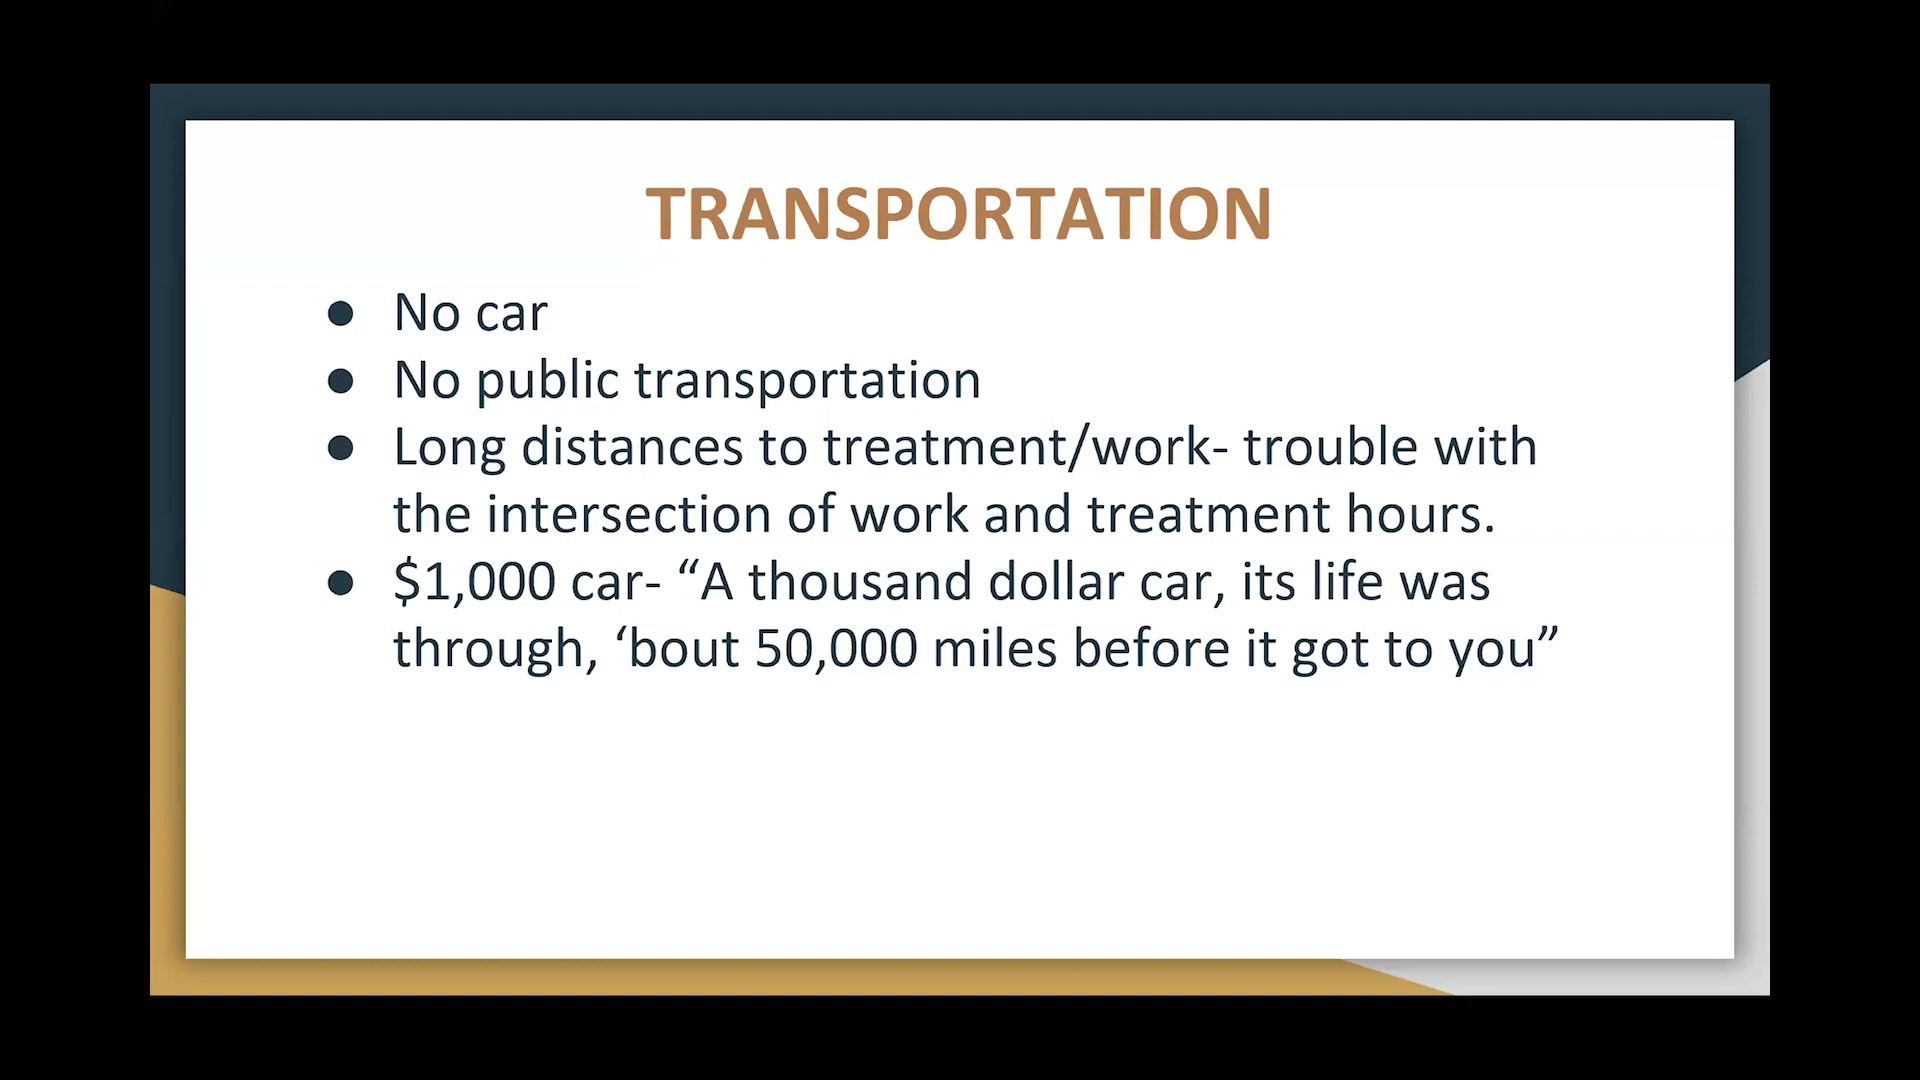 TRANSPORTATION
● No car
● No public transportation
● Long distances to treatment/work- trouble with
the intersection of work and treatment hours.
● $1,000 car- “A thousand dollar car, its life was
through, ‘bout 50,000 miles before it got to you”